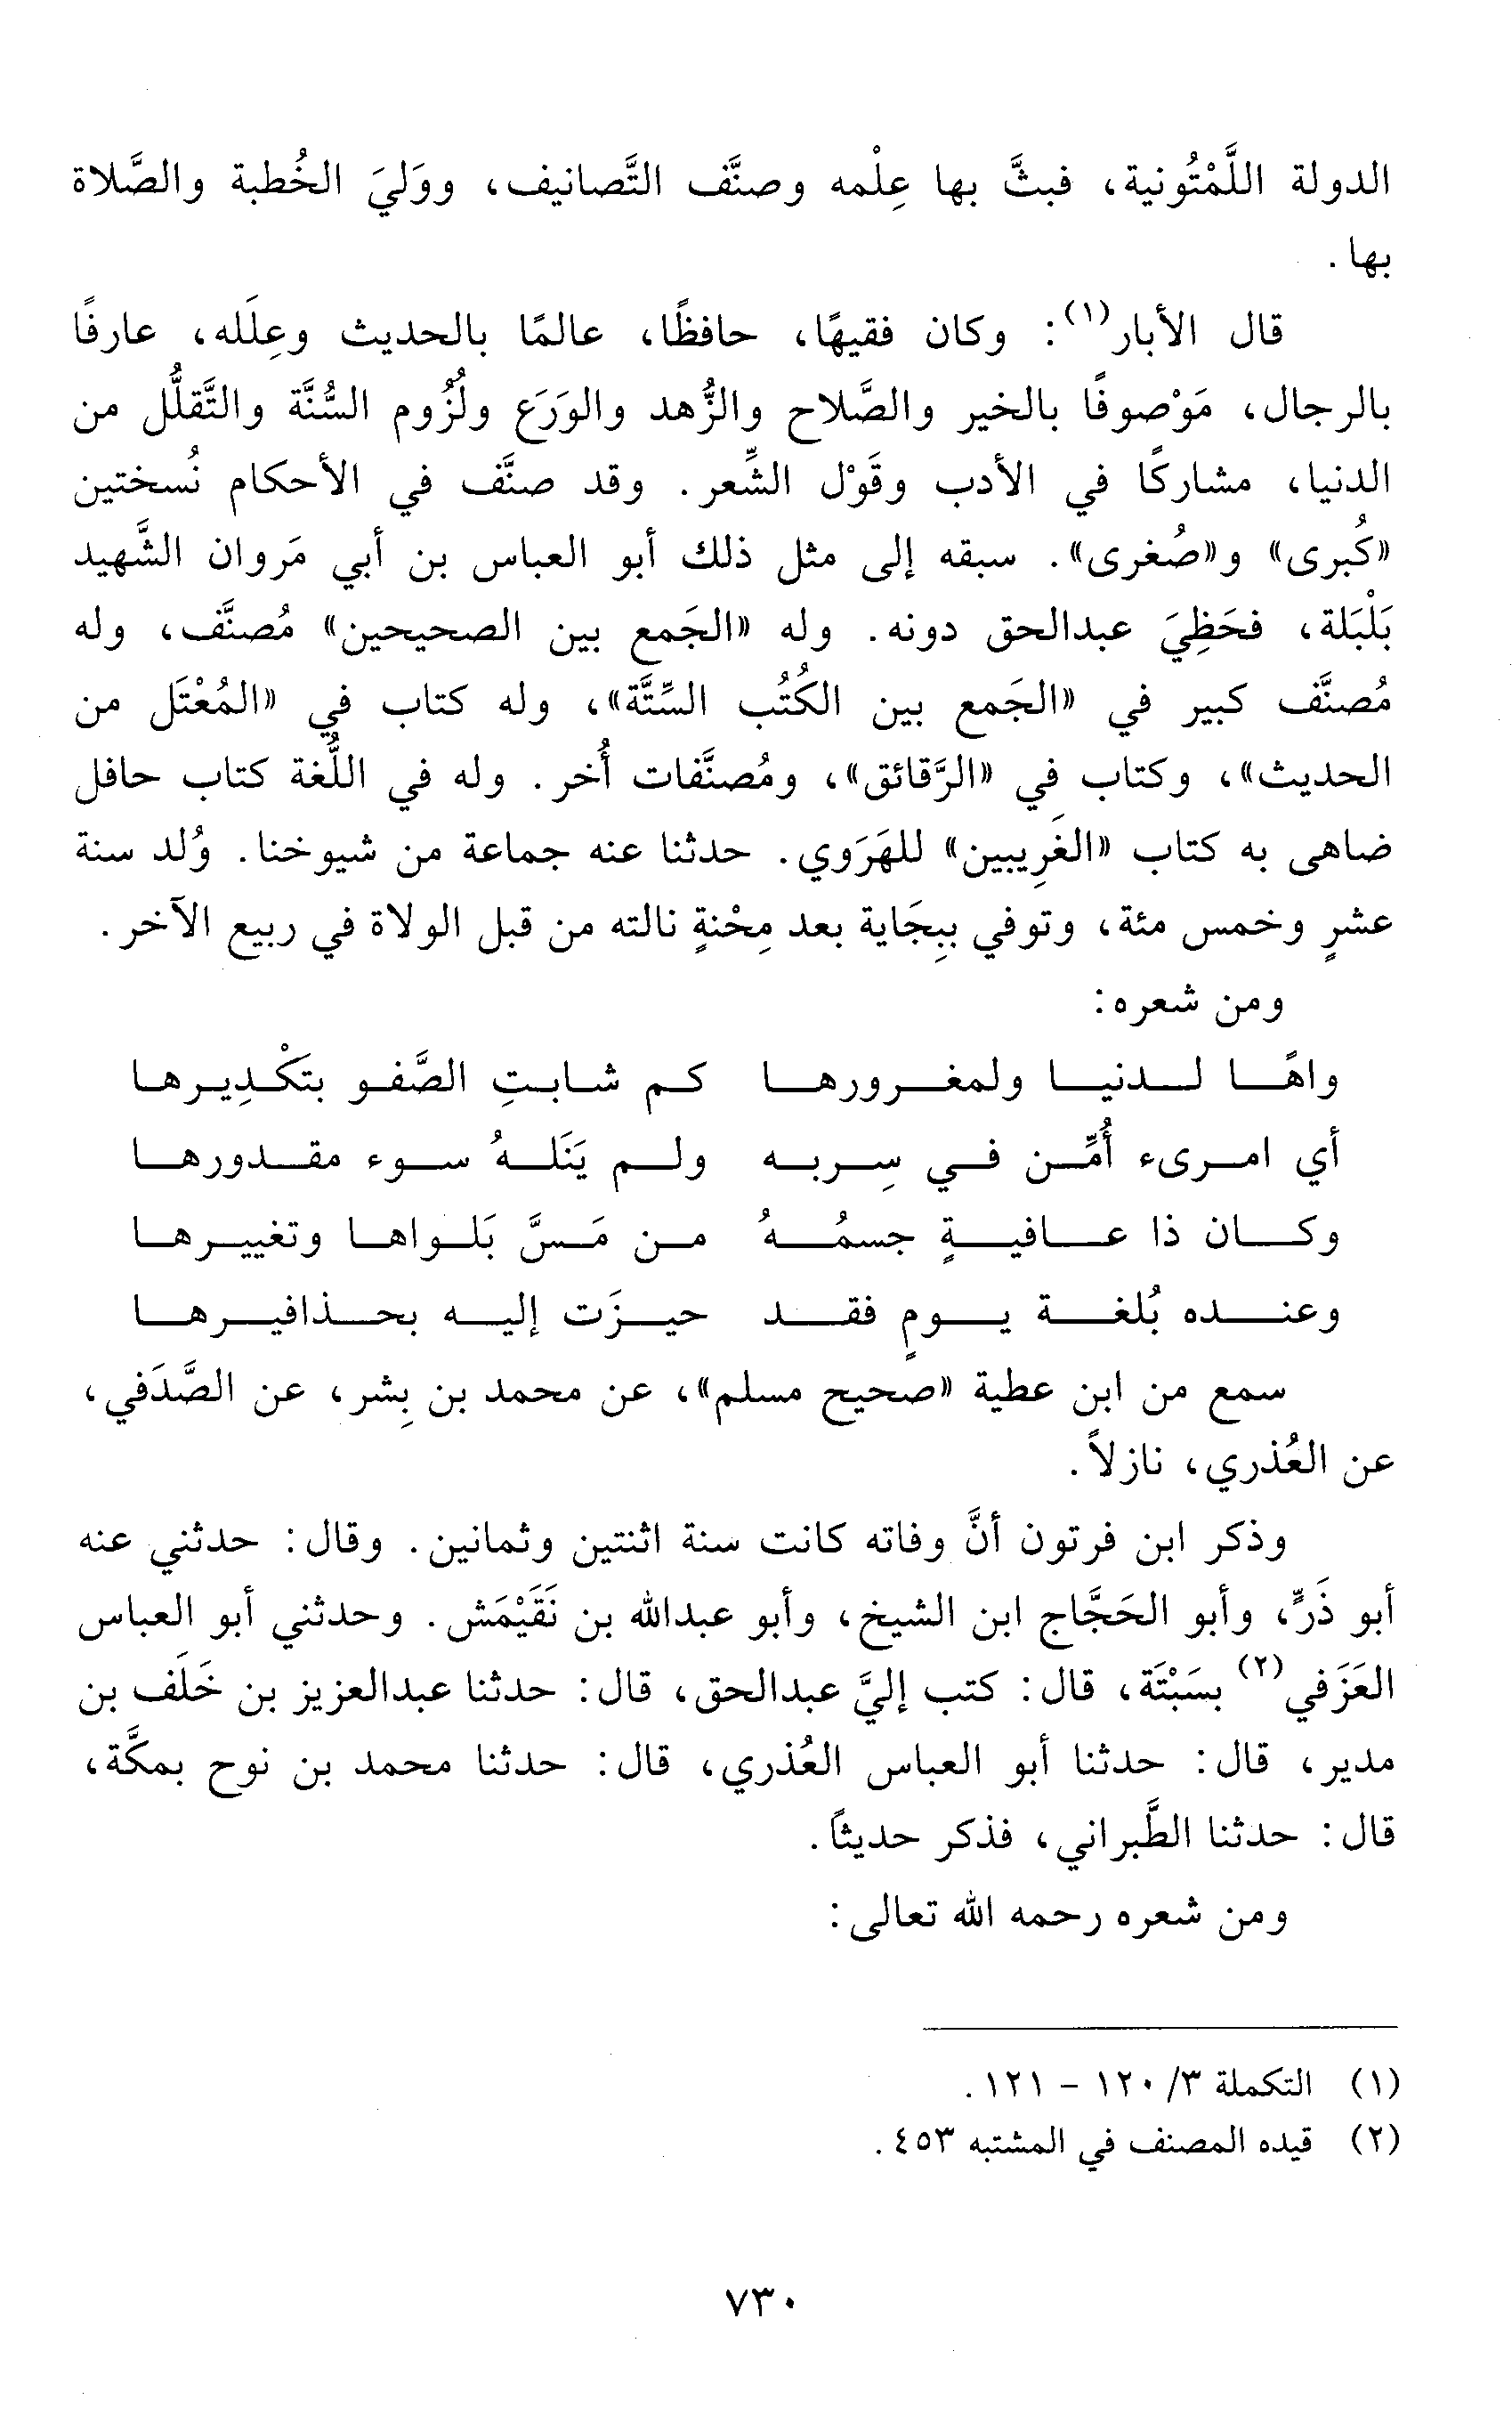 الدولة اللَّمْتُونية، فبثَّ بها عِلْمه وصنَّف التَّصانيف، ووَليَ الخُطبة والصَّلاة
بها.
قال الأبار(١): وكان فقيهًا، حافظًا، عالمًا بالحديث وعِلَله، عارفًا
بالرجال، مَوْصوفًا بالخير والصَّلاح والزُّهد والوَرَع ولُزُوم السُّنَّة والتَّقلُّل من
الدنيا، مشاركًا في الأدب وقَوْل الشِّعر. وقد صنَّف في الأحكام نُسختين
«كُبرى» و«صُغرى». سبقه إلى مثل ذلك أبو العباس بن أبي مَروان الشَّهيد
بَلْبَلة، فحَظِيَ عبدالحق دونه. وله «الجَمع بين الصحيحين» مُصنَّف، وله
مُصنَّف كبير في «الجَمع بين الكُتُب السِّتَّة»، وله كتاب في «المُعْتَل من
الحديث»، وكتاب في «الرَّقائق»، ومُصنَّفات أُخر. وله في اللُّغة كتاب حافل
ضاهى به كتاب «الغَرِيبين» للهَرَوي. حدثنا عنه جماعة من شيوخنا. وُلد سنة
عشرٍ وخمس مئة، وتوفي ببِجَاية بعد مِحْنةٍ نالته من قبل الولاة في ربيع الآخر.
ومن شعره:
واهًا لدنيا ولمغرورها كم شابتِ الصَّفو بتكْدِيرها
أي امرىء أُمِّن في سِربه ولم يَنَلهُ سوء مقدورها
وكان ذا عافيةٍ جسمُهُ من مَسَّ بَلواها وتغييرها
وعنده بُلغة يومٍ فقد حيزَت إليه بحذافيرها
سمع من ابن عطية «صحيح مسلم»، عن محمد بن بِشر، عن الصَّدَفي،
عن العُذري، نازلاً.
وذكر ابن فرتون أنَّ وفاته كانت سنة اثنتين وثمانين. وقال: حدثني عنه
أبو ذَرٍّ، وأبو الحَجَّاج ابن الشيخ، وأبو عبدالله بن نَقَيْمَش. وحدثني أبو العباس
العَزَفي(٢) بسَبْتَة، قال: كتب إليَّ عبدالحق، قال: حدثنا عبدالعزيز بن خَلَف بن
مدير، قال: حدثنا أبو العباس العُذري، قال: حدثنا محمد بن نوح بمكَّة،
قال: حدثنا الطَّبراني، فذكر حديثًا.
ومن شعره رحمه الله تعالى:
(١) التكملة ٣/ ١٢٠ – ١٢١.
(٢) قيده المصنف في المشتبه ٤٥٣.
٧٣٠